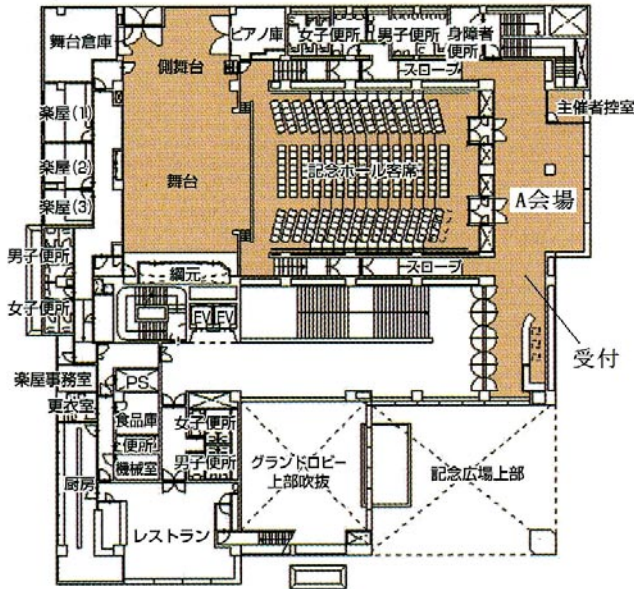 舞台倉庫
側舞台
ピアノ庫
女子便所
男子便所
身障者
便所
スロープ
楽屋(1)
主催者控室
楽屋(2)
記念ホール客席
舞台
A会場
楽屋(3)
男子便所
綱元
スロープ
女子便所
EV
EV
受付
楽屋事務室
PS
更衣室
食品庫
女子便所
便所
男子便所
機械室
グランドロビー
上部吹抜
記念広場上部
厨房
レストラン